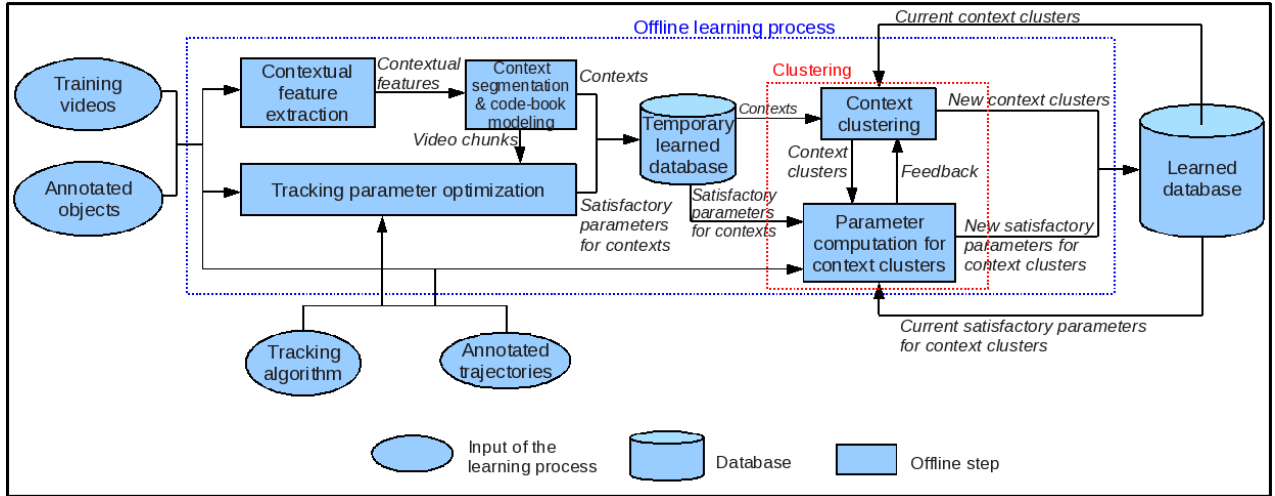 Current context clusters
Offline learning process
Training
videos
Contextual
feature
extraction
Contextual
features
Context
segmentation
& code-book
modeling
Contexts
Clustering
Context
clustering
New context clusters
Temporary
learned
database
Contexts
Video chunks
Context
clusters
Feedback
Learned
database
Annotated
objects
Tracking parameter optimization
Satisfactory
parameters
for contexts
Satisfactory
parameters
for contexts
Parameter
computation for
context clusters
New satisfactory
parameters for
context clusters
Current satisfactory parameters
for context clusters
Tracking
algorithm
Annotated
trajectories
Input of the
learning process
Database
Offline step